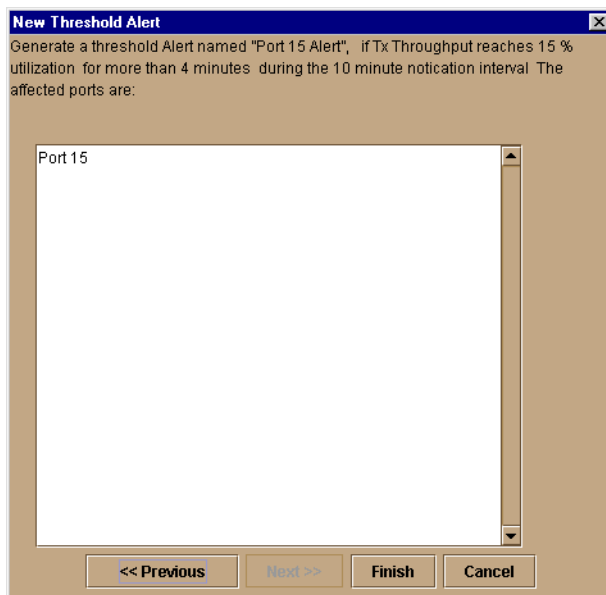 New Threshold Alert
Generate a threshold Alert named "Port 15 Alert", if Tx Throughput reaches 15 %
utilization for more than 4 minutes during the 10 minute notication interval The
affected ports are:
Port 15
<< Previous
Next >>
Finish
Cancel